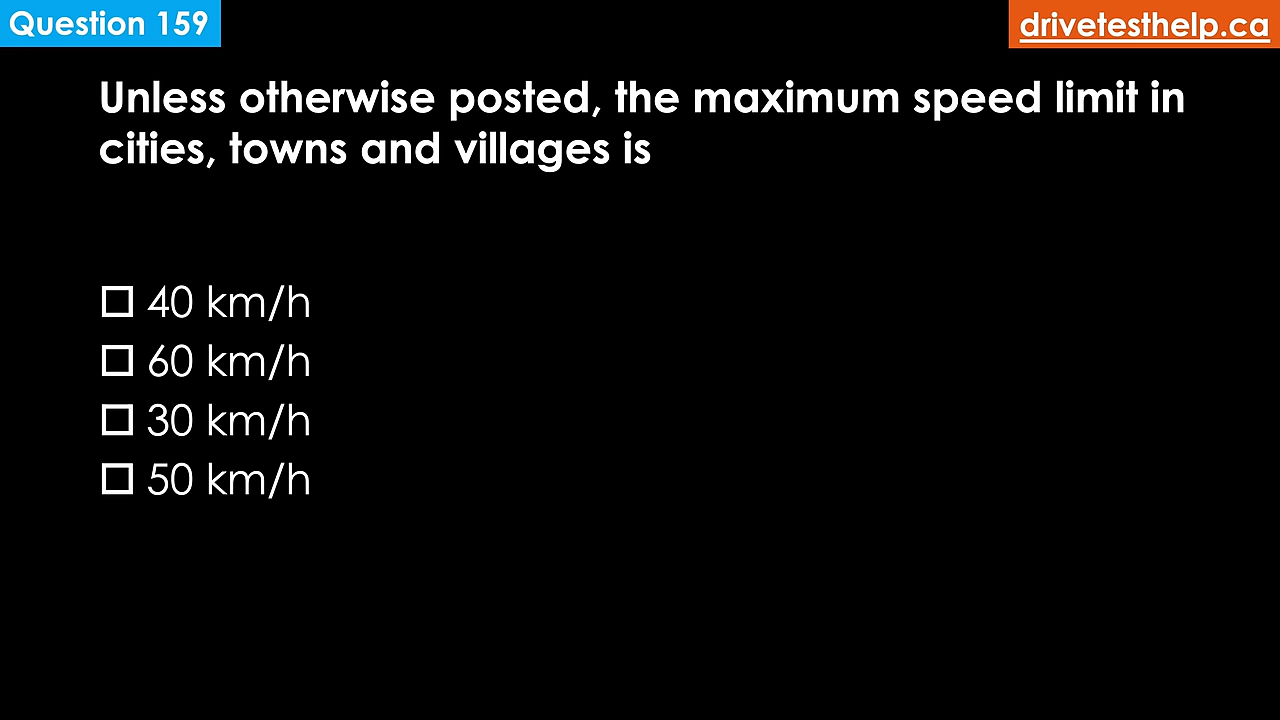 Question 159
drivetesthelp.ca
Unless otherwise posted, the maximum speed limit in
cities, towns and villages is
40 km/h
60 km/h
30 km/h
50 km/h